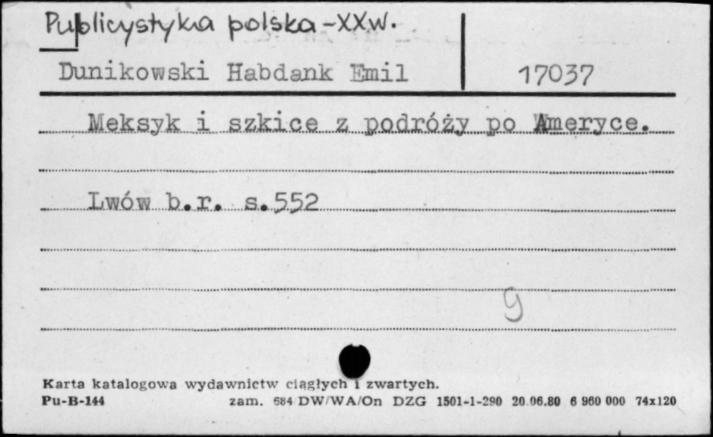 Publicystyka polska - XXw.
Dunikowski Habdank Emil 17037
Meksyk i szkice z podróży po Ameryce.
Lwów b.r. s.552
9
Karta katalogowa wydawnictw ciągłych i zwartych.
Pu-B-144 zam. 684 DW/WA/On DZG 1501-1-290 20.06.80 6 960 000 74x120